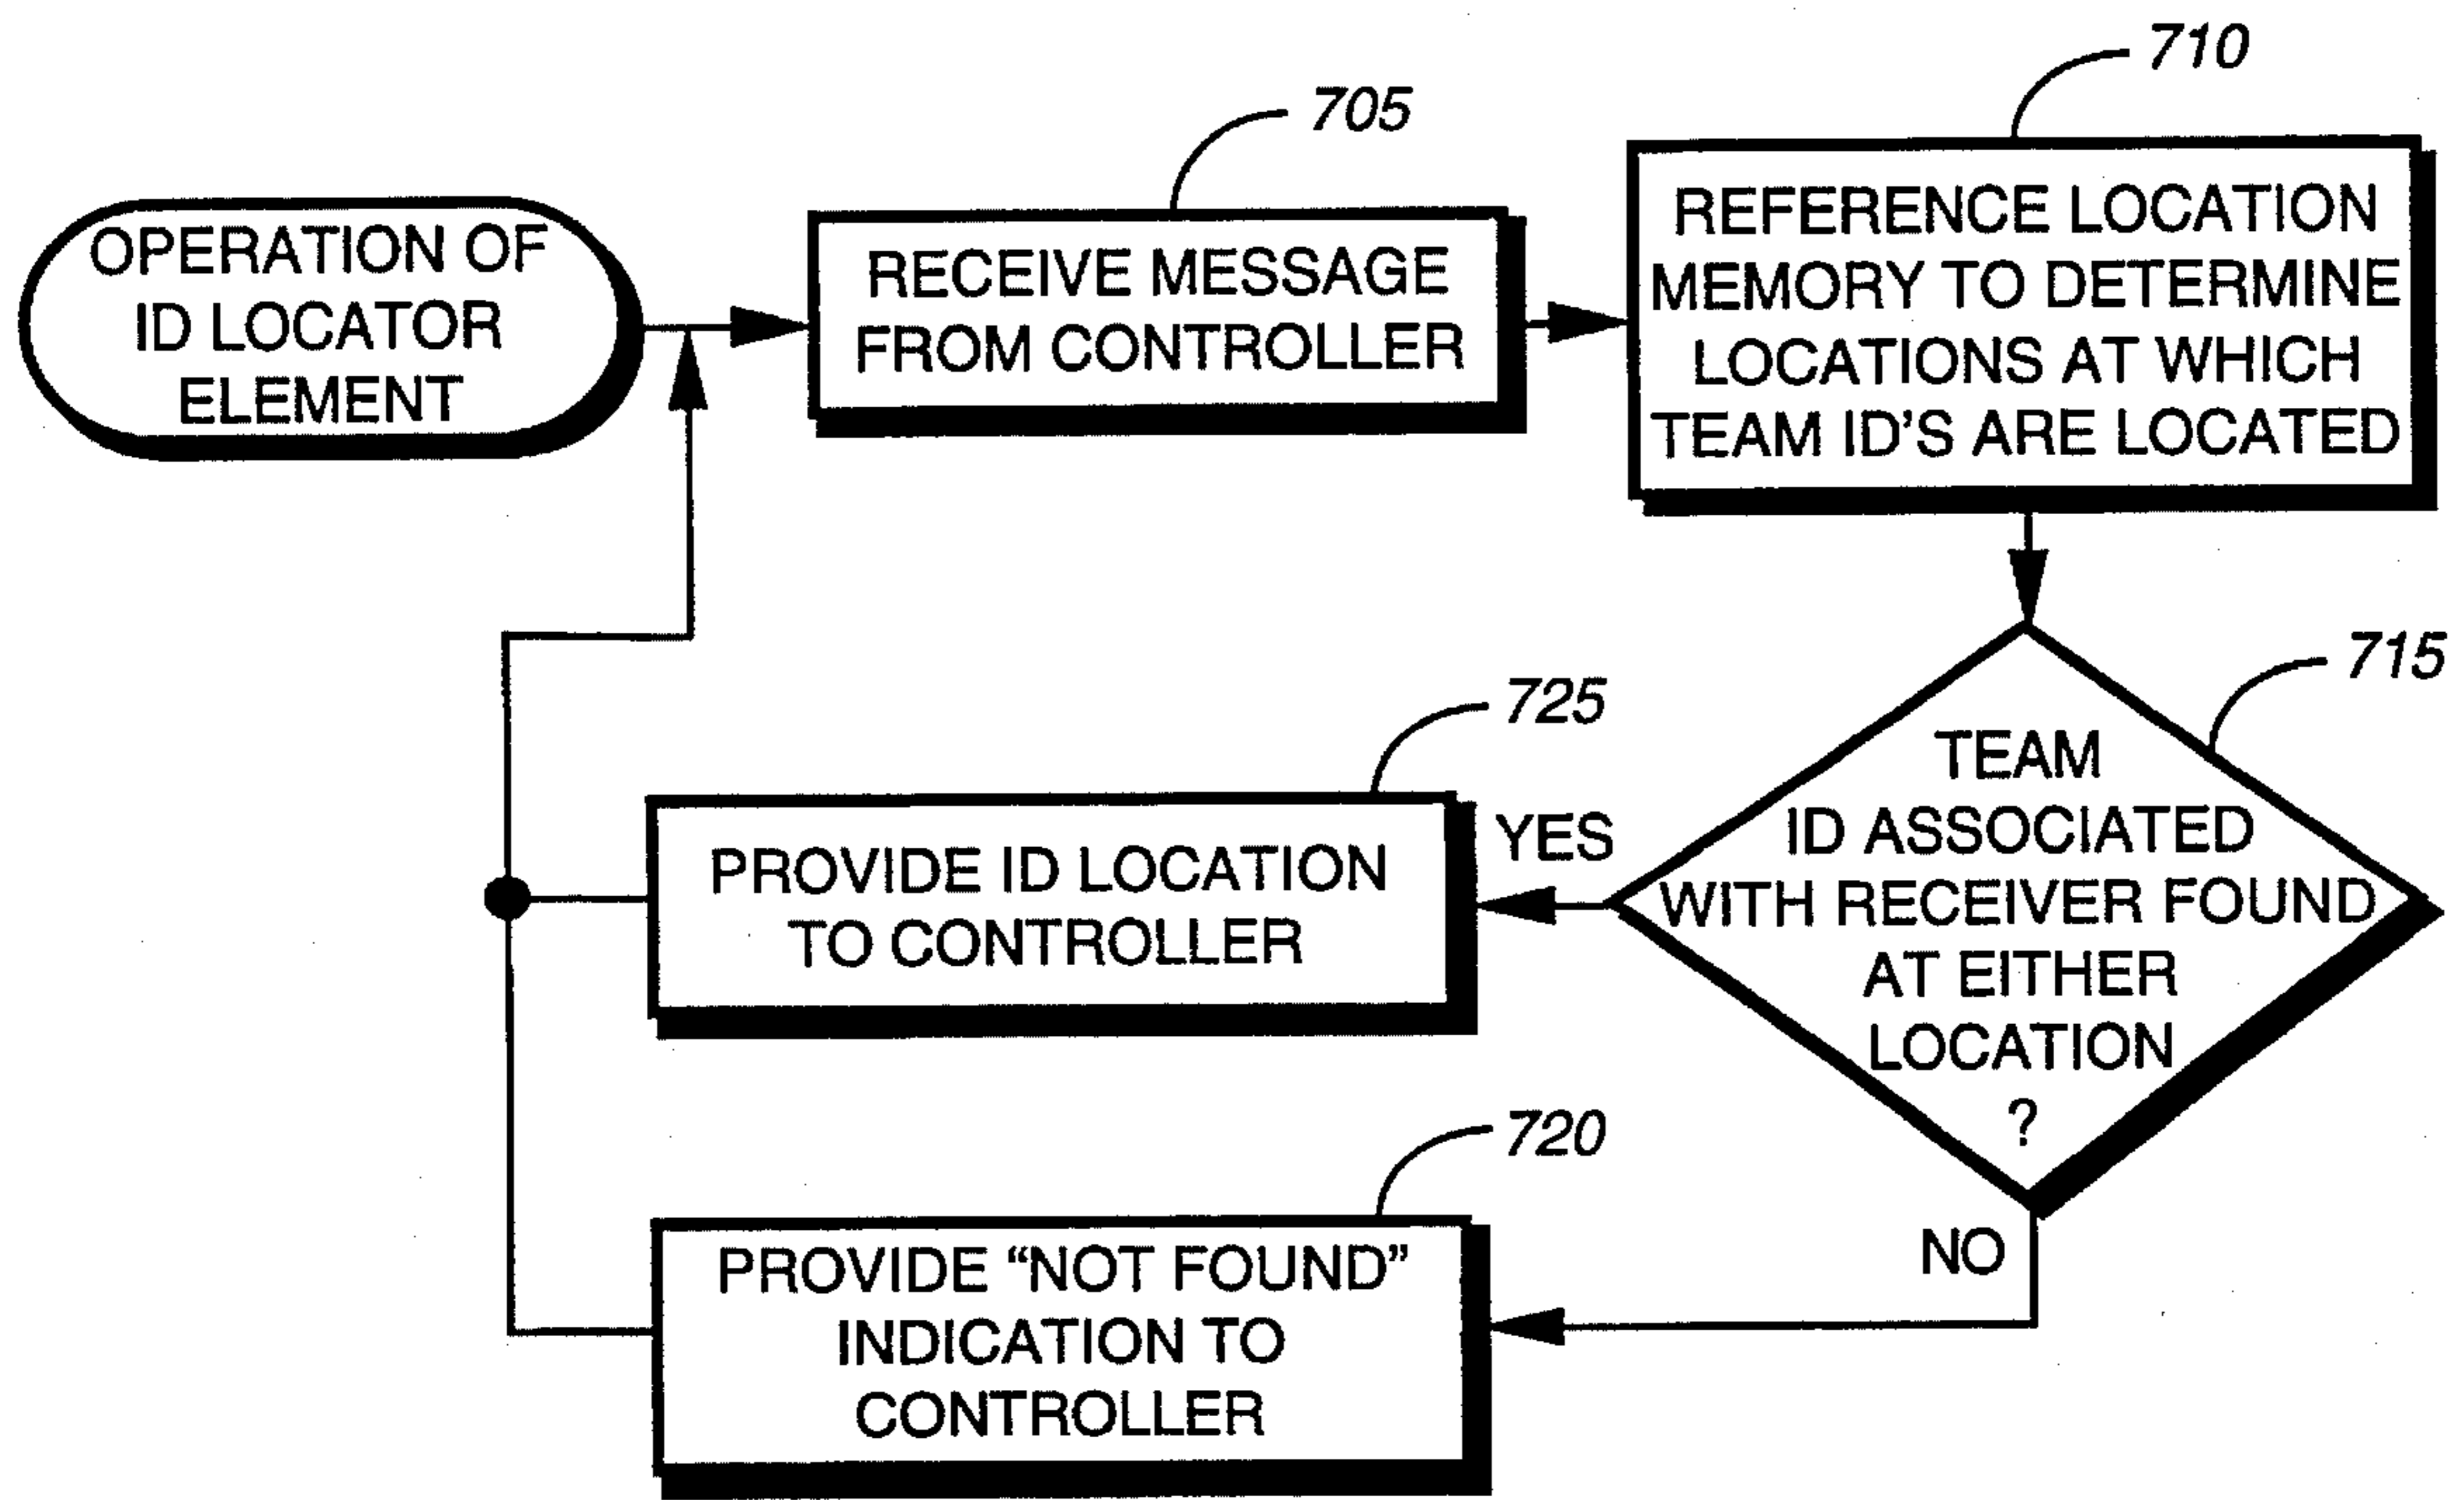 OPERATION OF
ID LOCATOR
ELEMENT
705
RECEIVE MESSAGE
FROM CONTROLLER
710
REFERENCE LOCATION
MEMORY TO DETERMINE
LOCATIONS AT WHICH
TEAM ID'S ARE LOCATED
715
TEAM
ID ASSOCIATED
WITH RECEIVER FOUND
AT EITHER
LOCATION
?
YES
725
PROVIDE ID LOCATION
TO CONTROLLER
NO
720
PROVIDE “NOT FOUND”
INDICATION TO
CONTROLLER